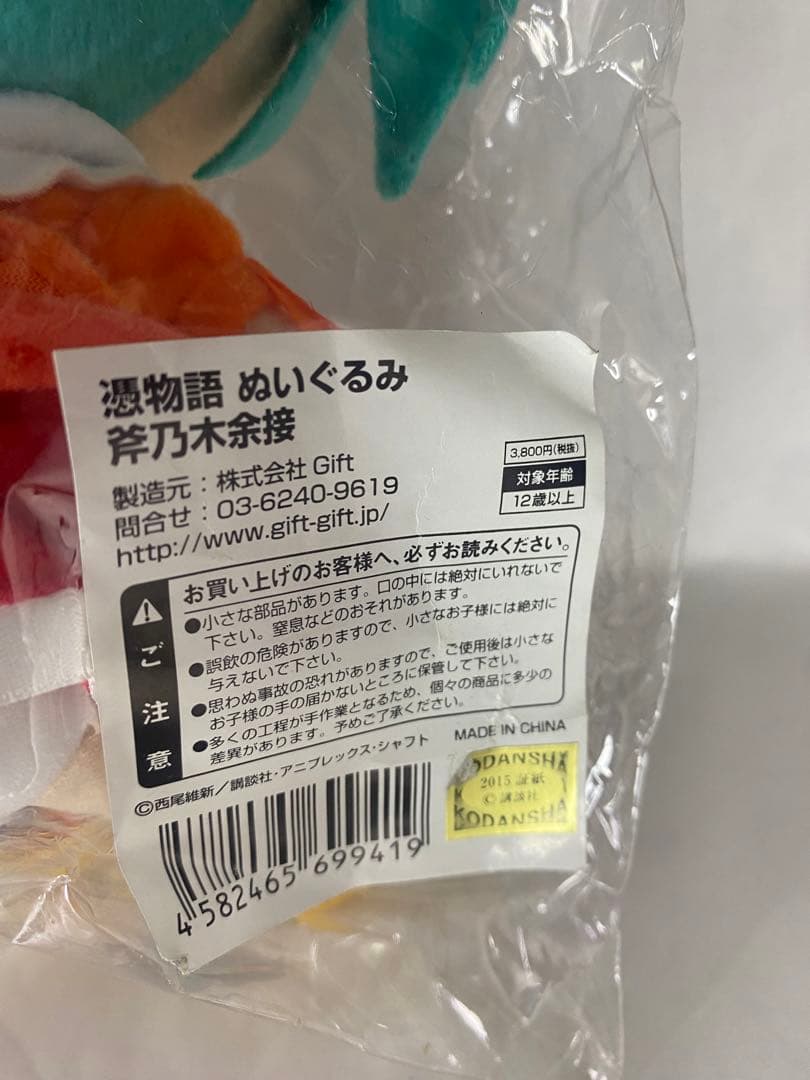 憑物語 ぬいぐるみ
斧乃木余接
製造元：株式会社 Gift
問合せ：03-6240-9619
http://www.gift-gift.jp/
3,800円(税抜)
対象年齢
12歳以上
ご注意
お買い上げのお客様へ、必ずお読みください。
●小さな部品があります。口の中には絶対にいれないで
下さい。窒息などのおそれがあります。
●誤飲の危険がありますので、小さなお子様には絶対に
与えないで下さい。
●思わぬ事故の恐れがありますので、ご使用後は小さな
お子様の手の届かないところに保管して下さい。
●多くの工程が手作業となるため、個々の商品に多少の
差異があります。予めご了承ください。
©西尾維新／講談社・アニプレックス・シャフト
MADE IN CHINA
KODANSHA
2015 証紙
©講談社
KODANSHA
4 582465 699419